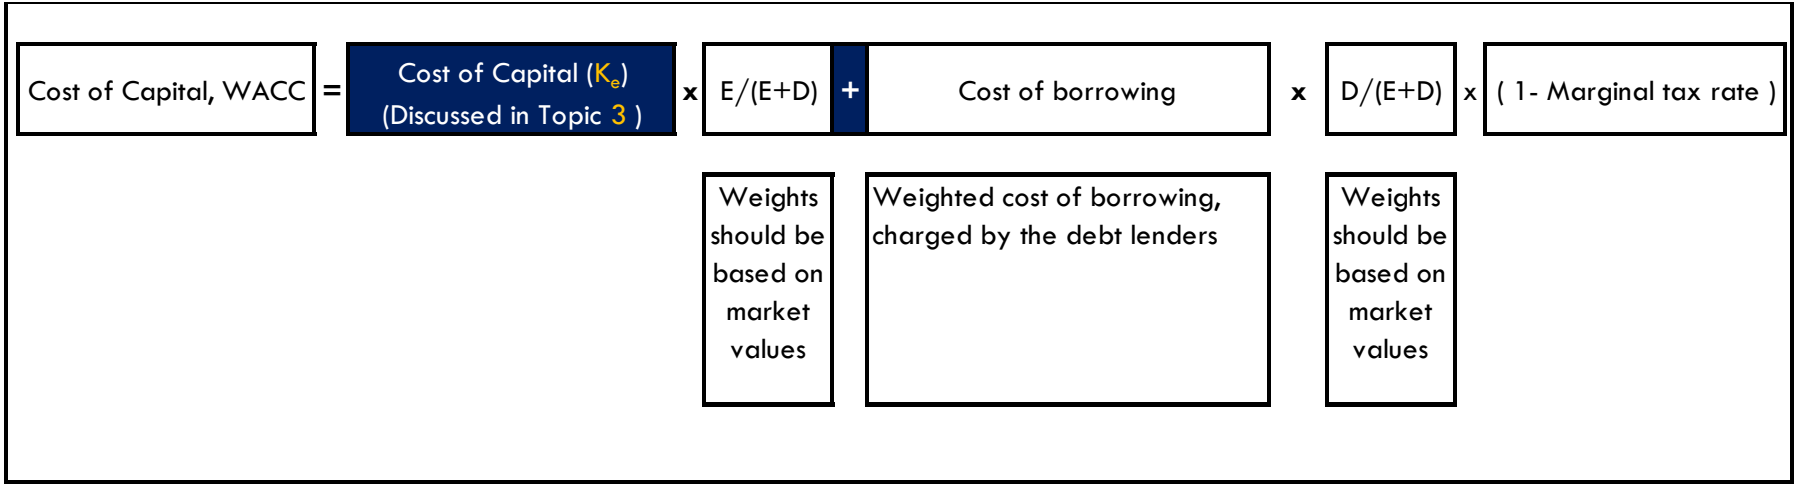 Cost of Capital, WACC = Cost of Capital (Ke) x E/(E+D) + Cost of borrowing x D/(E+D) x ( 1- Marginal tax rate )
(Discussed in Topic 3 )
Weights
should be
based on
market
values
Weighted cost of borrowing,
charged by the debt lenders
Weights
should be
based on
market
values